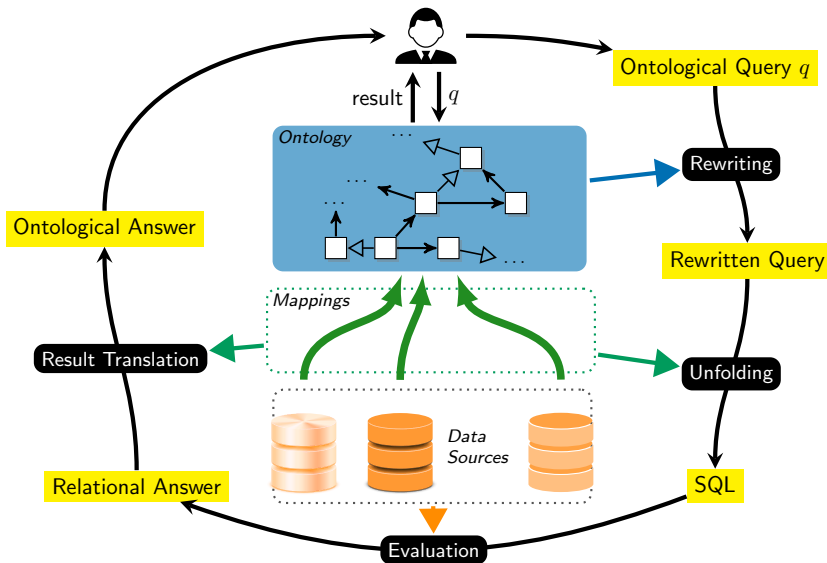 Ontological Query q
result
q
Ontology
...
...
...
...
Rewriting
Ontological Answer
Rewritten Query
Mappings
Result Translation
Unfolding
Data
Sources
Relational Answer
SQL
Evaluation